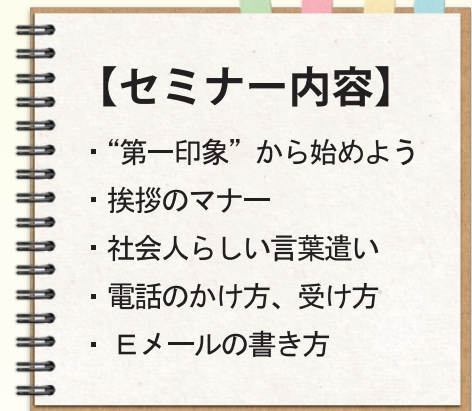 【セミナー内容】
・“第一印象”から始めよう
・挨拶のマナー
・社会人らしい言葉遣い
・電話のかけ方、受け方
・Ｅメールの書き方